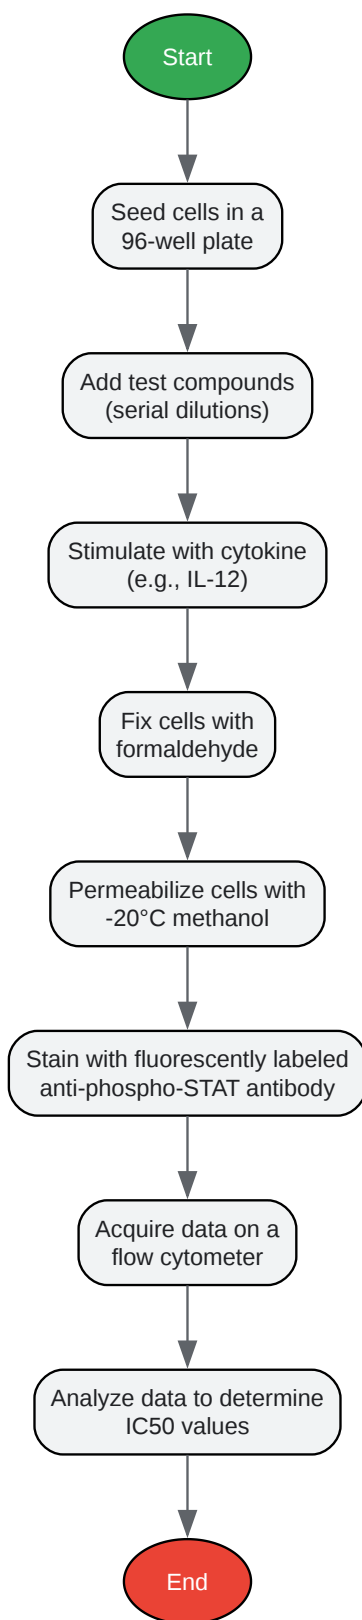 Start
Seed cells in a
96-well plate
Add test compounds
(serial dilutions)
Stimulate with cytokine
(e.g., IL-12)
Fix cells with
formaldehyde
Permeabilize cells with
-20°C methanol
Stain with fluorescently labeled
anti-phospho-STAT antibody
Acquire data on a
flow cytometer
Analyze data to determine
IC50 values
End